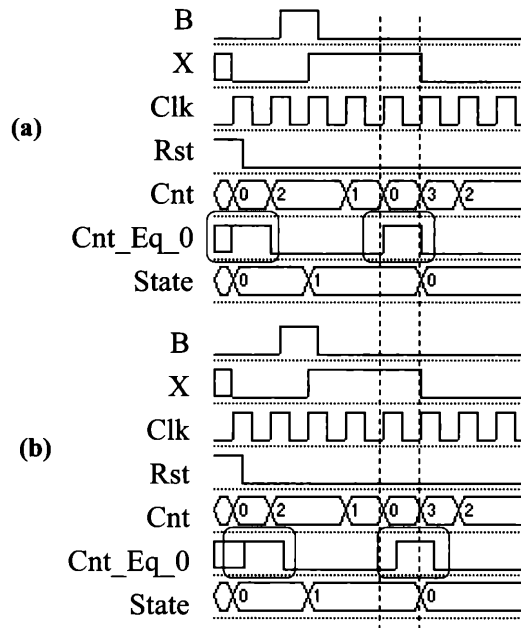 B
X
Clk
(a)
Rst
Cnt 0 2 1 0 3 2
Cnt_Eq_0
State 0 1 0
B
X
Clk
(b)
Rst
Cnt 0 2 1 0 3 2
Cnt_Eq_0
State 0 1 0